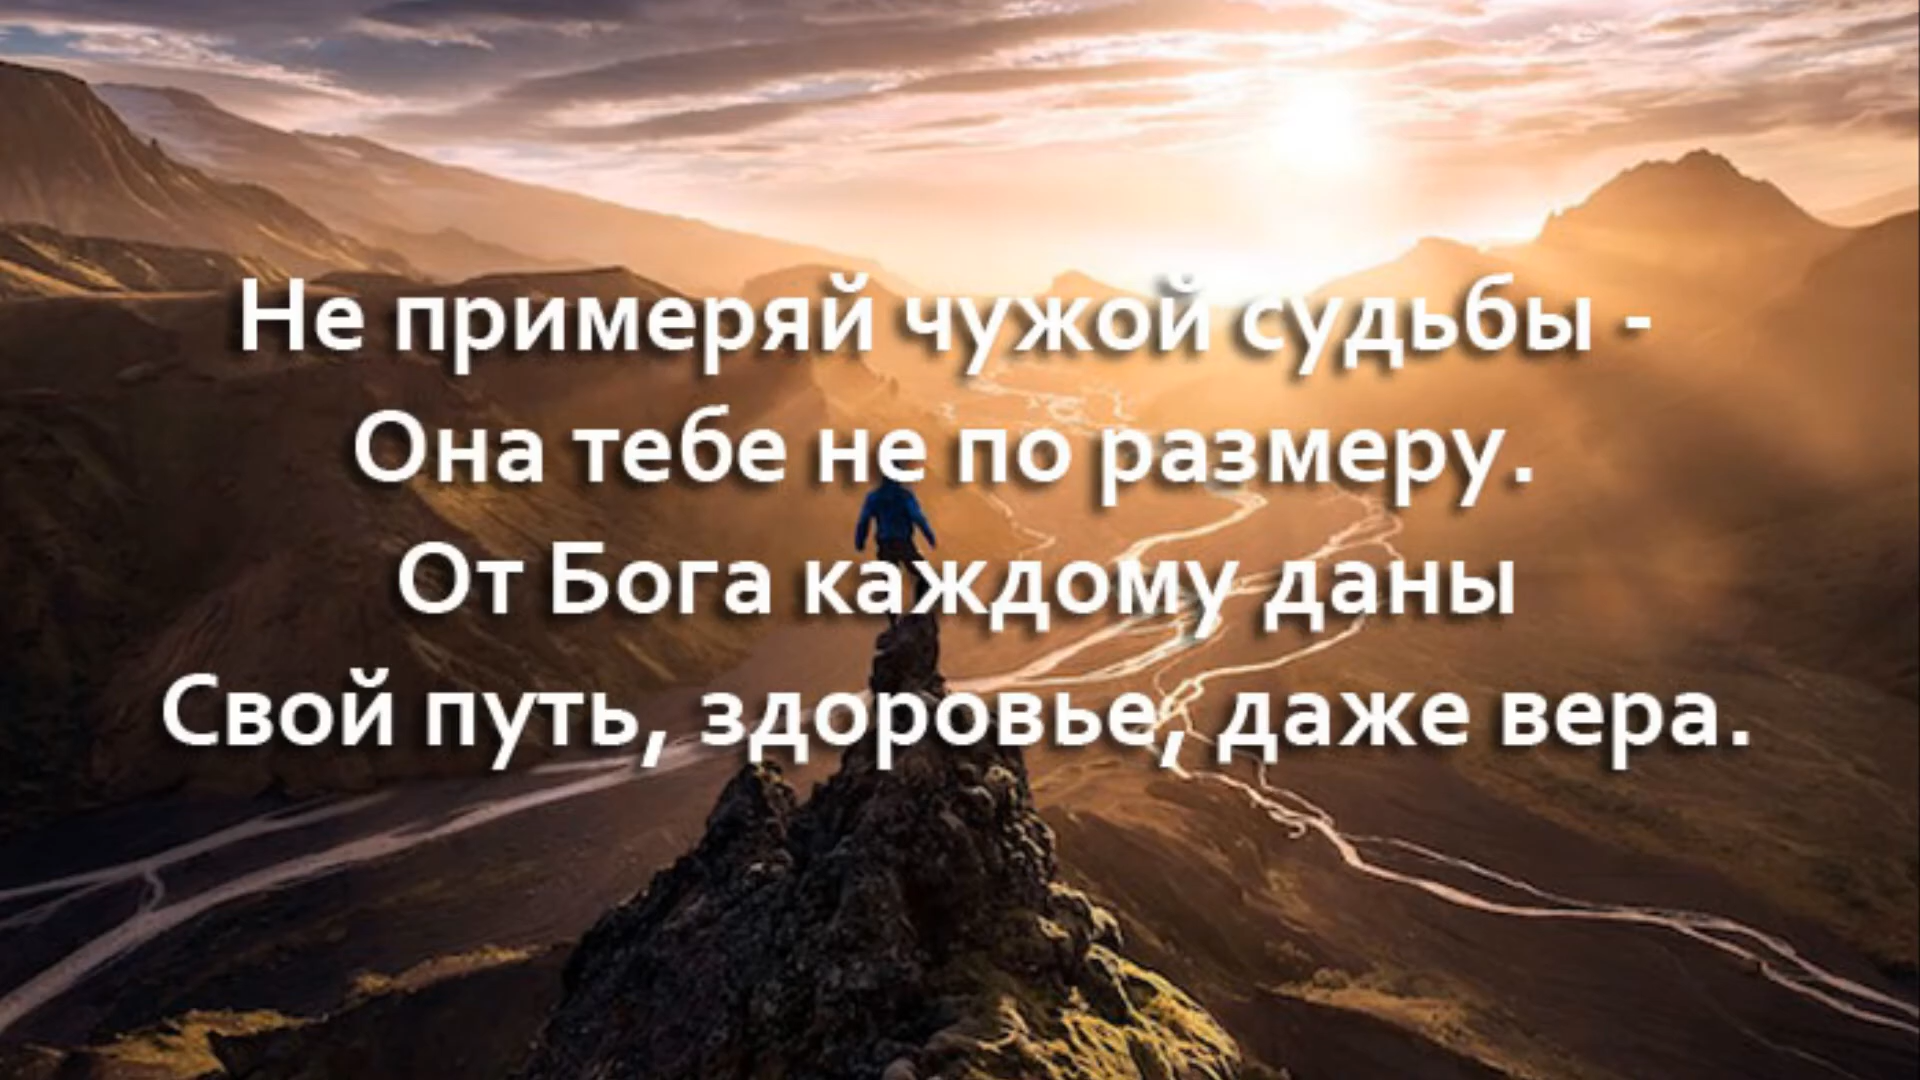 Не примеряй чужой судьбы -
Она тебе не по размеру.
От Бога каждому даны
Свой путь, здоровье, даже вера.